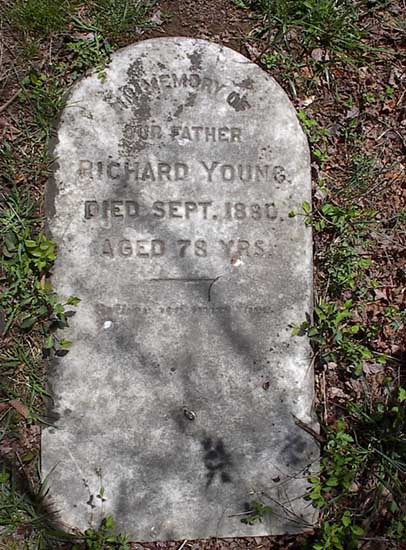 IN MEMORY OF
OUR FATHER
RICHARD YOUNG.
DIED SEPT. 1880.
AGED 78 YRS.